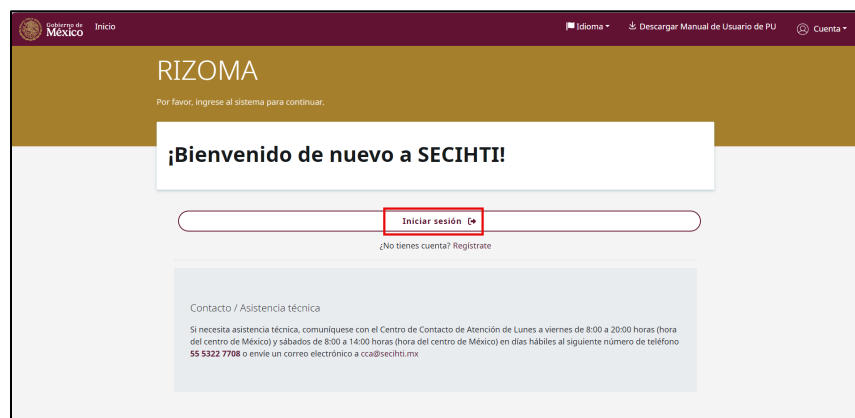 Gobierno de
México
Inicio
Idioma
Descargar Manual de Usuario de PU
Cuenta
RIZOMA
Por favor, ingrese al sistema para continuar.
¡Bienvenido de nuevo a SECIHTI!
Iniciar sesión
¿No tienes cuenta? Regístrate
Contacto / Asistencia técnica
Si necesita asistencia técnica, comuníquese con el Centro de Contacto de Atención de Lunes a viernes de 8:00 a 20:00 horas (hora
del centro de México) y sábados de 8:00 a 14:00 horas (hora del centro de México) en días hábiles al siguiente número de teléfono
55 5322 7708 o envíe un correo electrónico a cca@secihti.mx